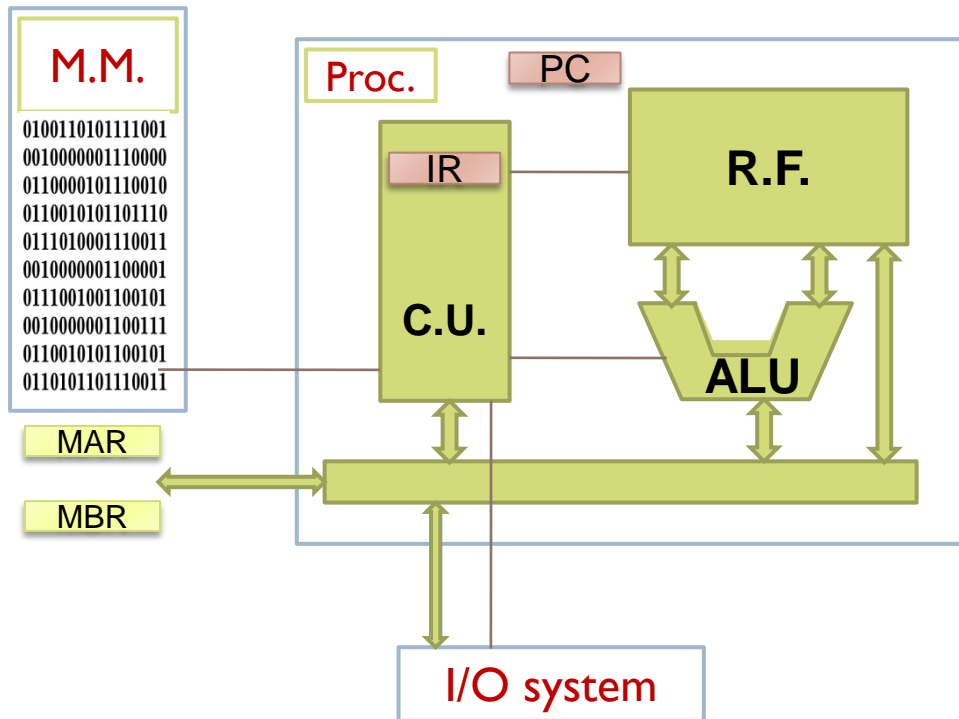 M.M.
0100110101111001
0010000001110000
0110000101110010
0110010101101110
0111010001110011
0010000001100001
0111001001100101
0010000001100111
0110010101100101
0110101101110011
MAR
MBR
Proc.
PC
IR
C.U.
R.F.
ALU
I/O system